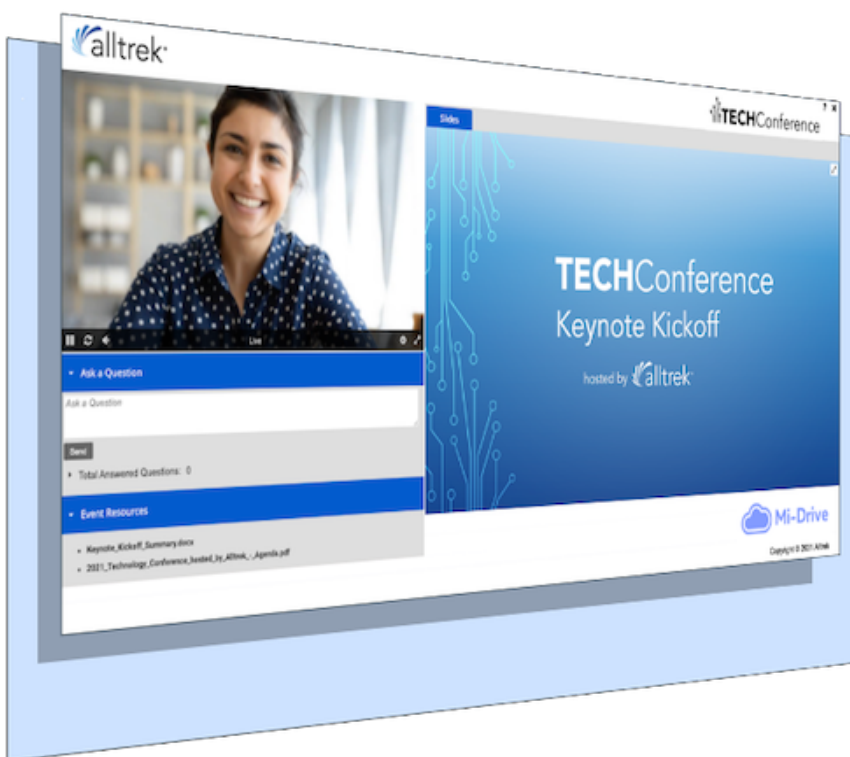 alltrek
TECHConference
? x
Slides
TECHConference
Keynote Kickoff
hosted by alltrek
Live
Ask a Question
Ask a Question
Send
Total Answered Questions: 0
Event Resources
Keynote_Kickoff_Summary.docx
2021_Technology_Conference_hosted_by_Alltrek_-_Agenda.pdf
Mi-Drive
Copyright © 2021 Alltrek